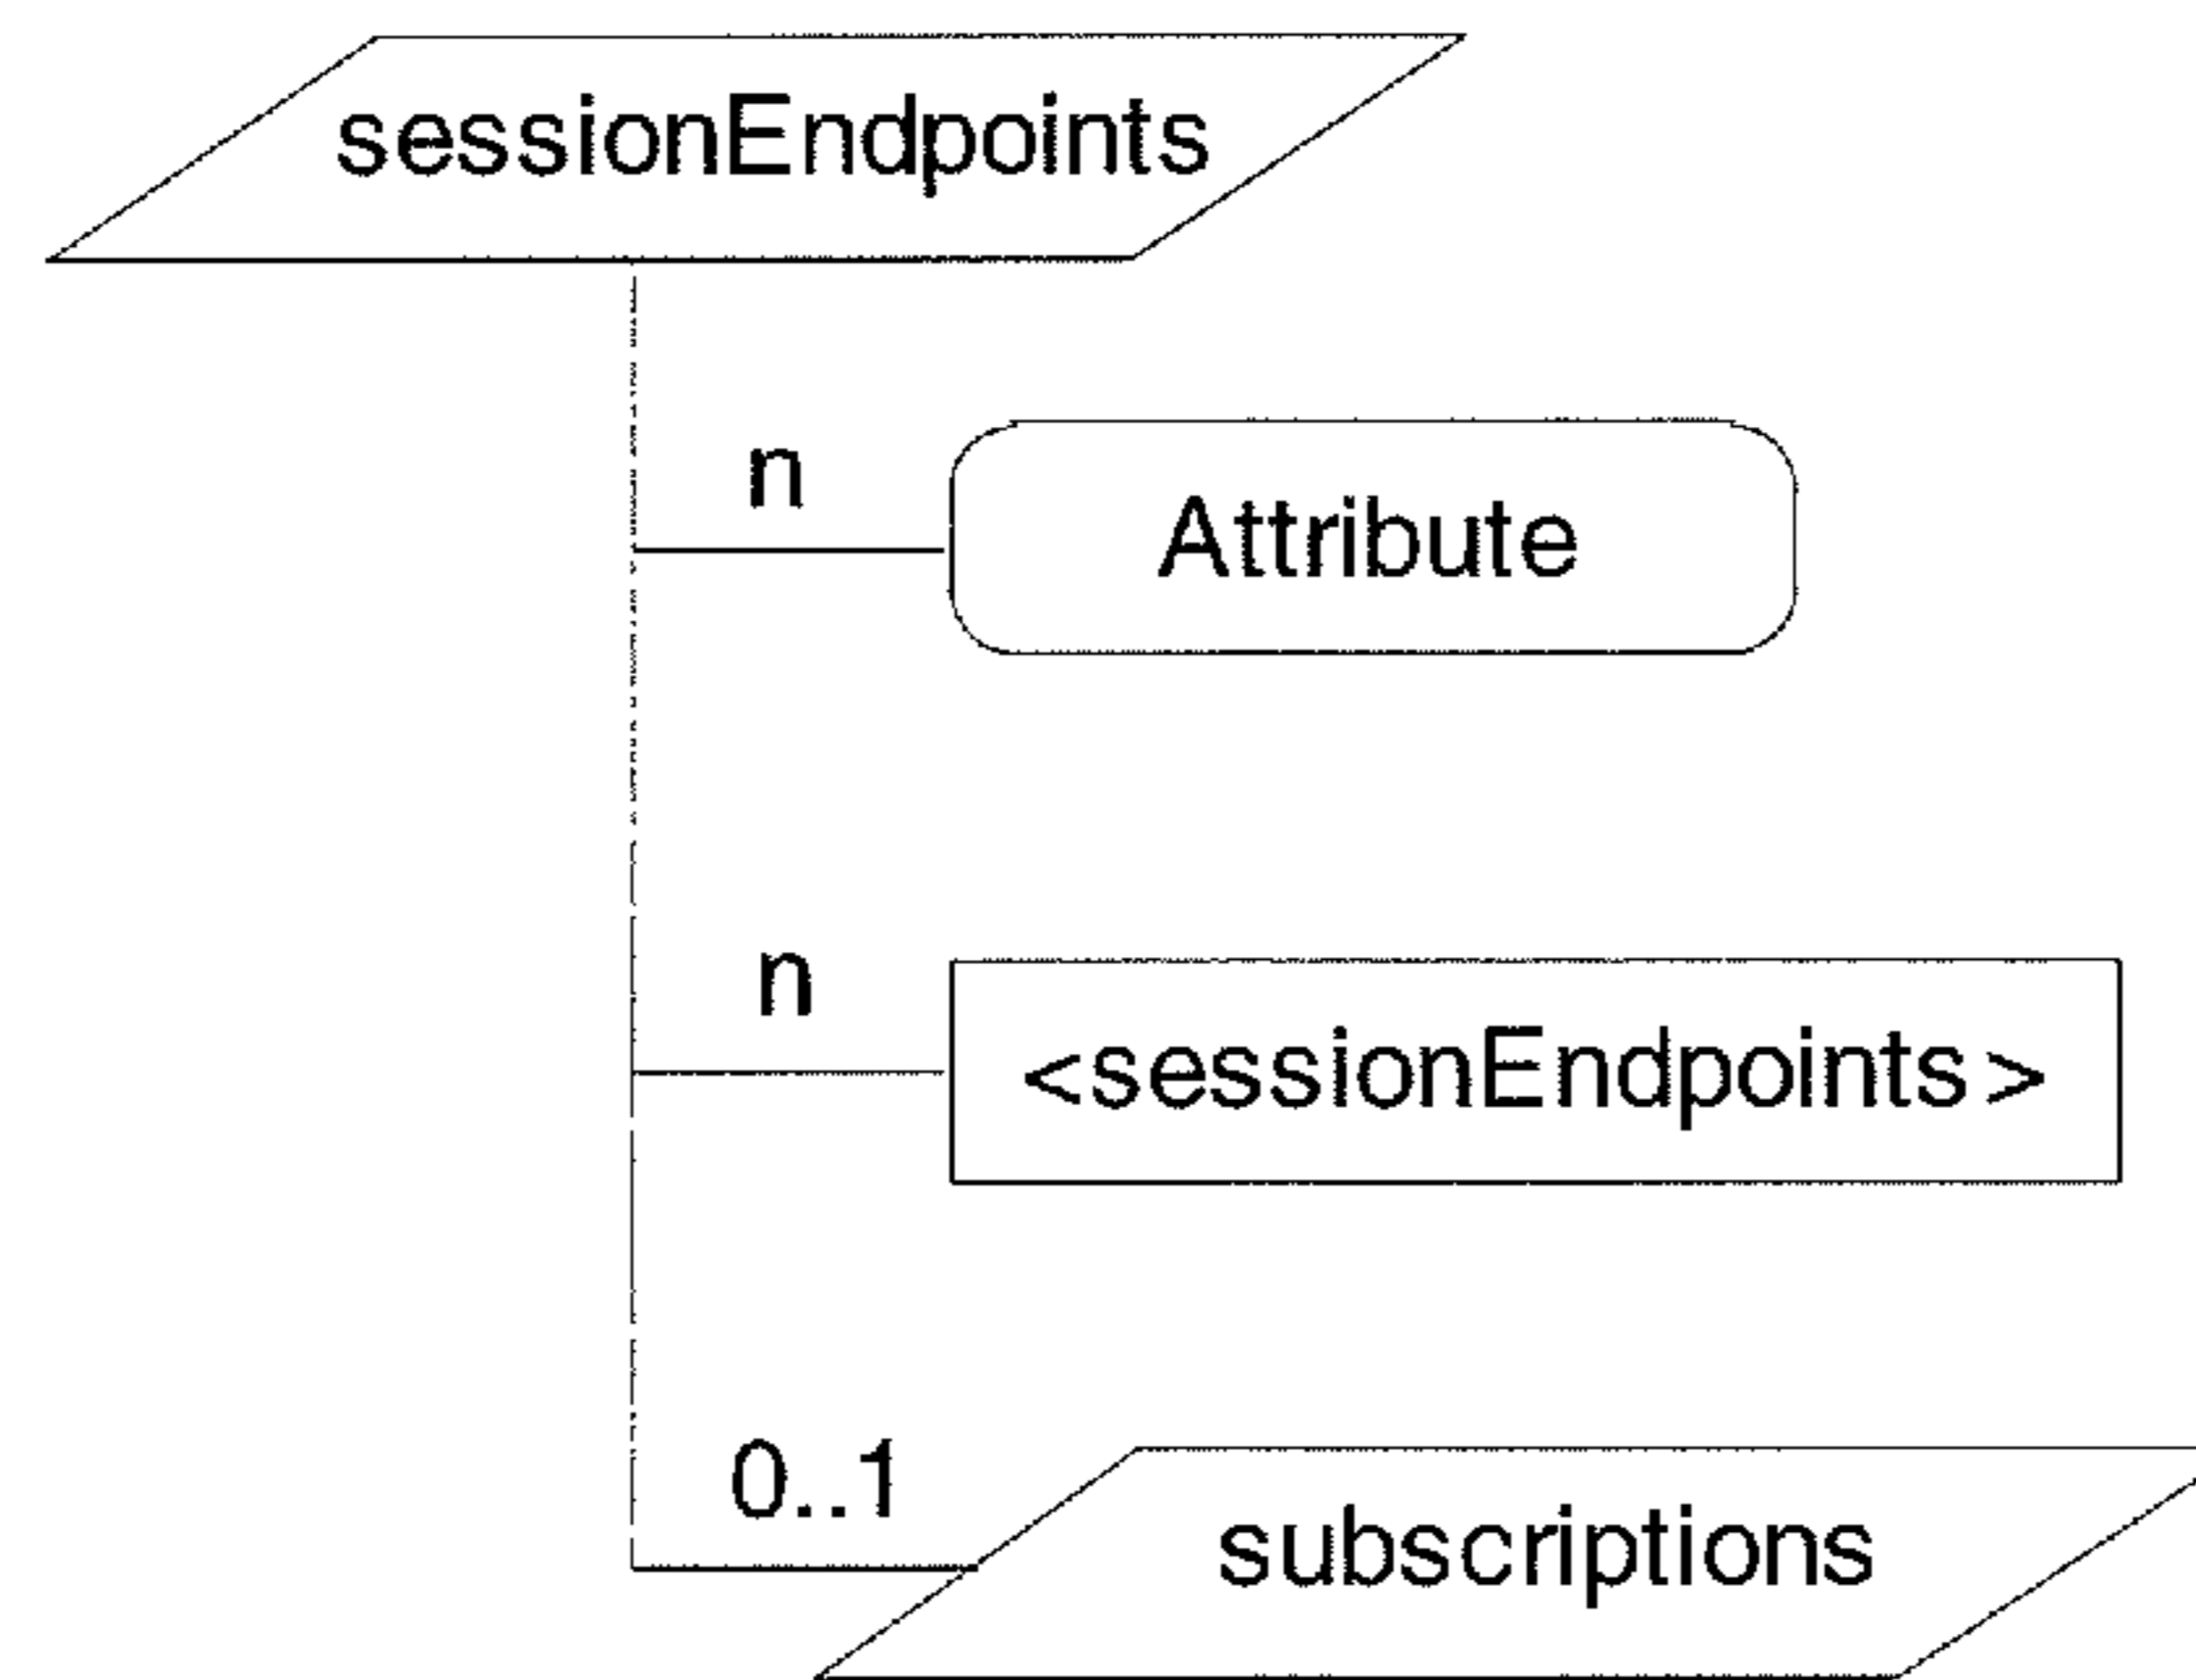 sessionEndpoints
n
Attribute
n
<sessionEndpoints>
0..1
subscriptions